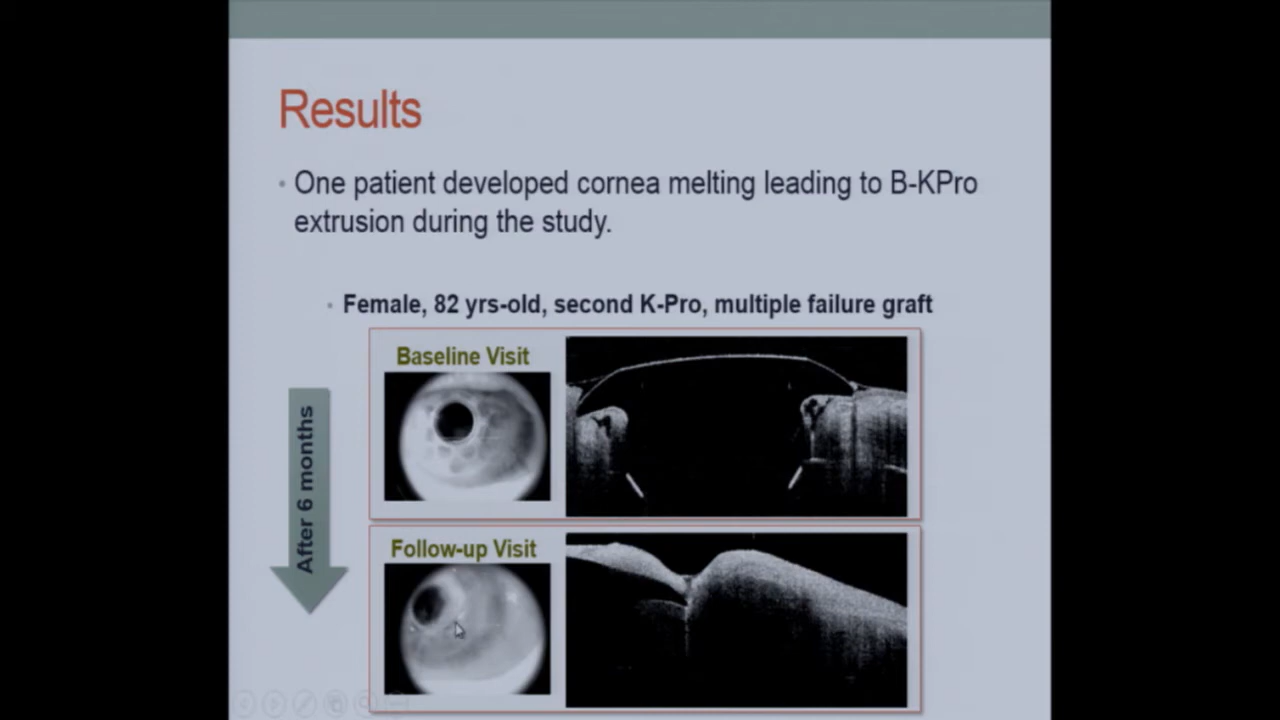 Results
• One patient developed cornea melting leading to B-KPro
extrusion during the study.
• Female, 82 yrs-old, second K-Pro, multiple failure graft
Baseline Visit
After 6 months
Follow-up Visit